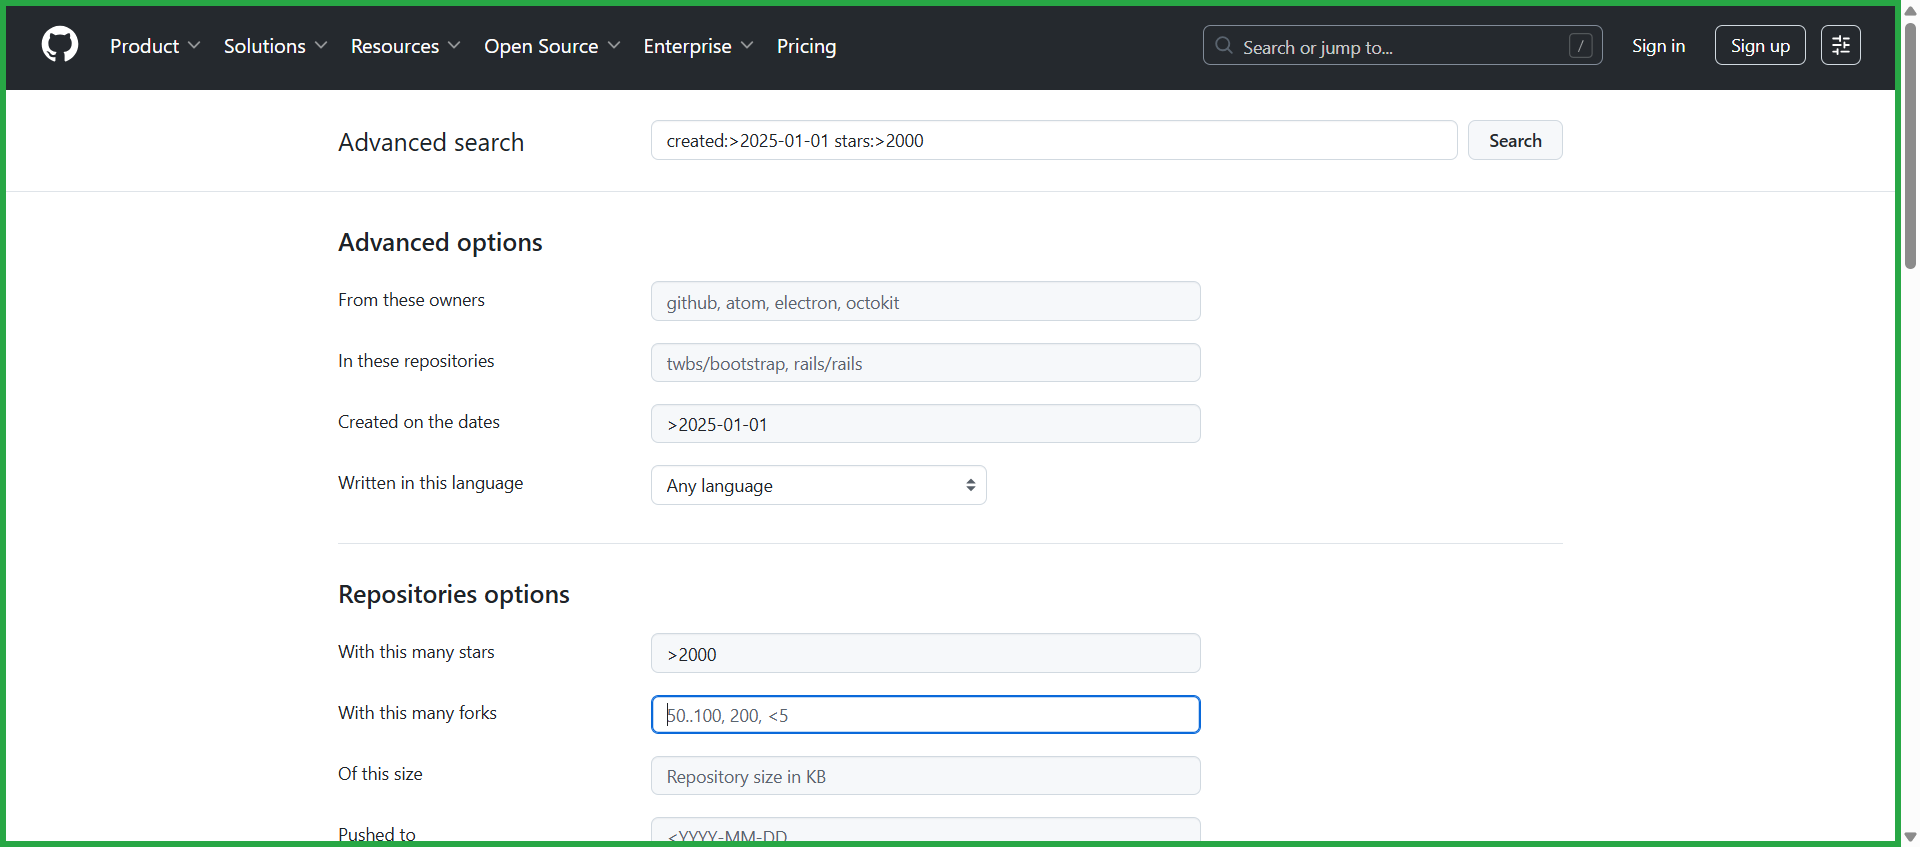 Product Solutions Resources Open Source Enterprise Pricing Search or jump to... / Sign in Sign up
Advanced search created:>2025-01-01 stars:>2000 Search
Advanced options
From these owners github, atom, electron, octokit
In these repositories twbs/bootstrap, rails/rails
Created on the dates >2025-01-01
Written in this language Any language
Repositories options
With this many stars >2000
With this many forks 50..100, 200, <5
Of this size Repository size in KB
Pushed to <YYYY-MM-DD